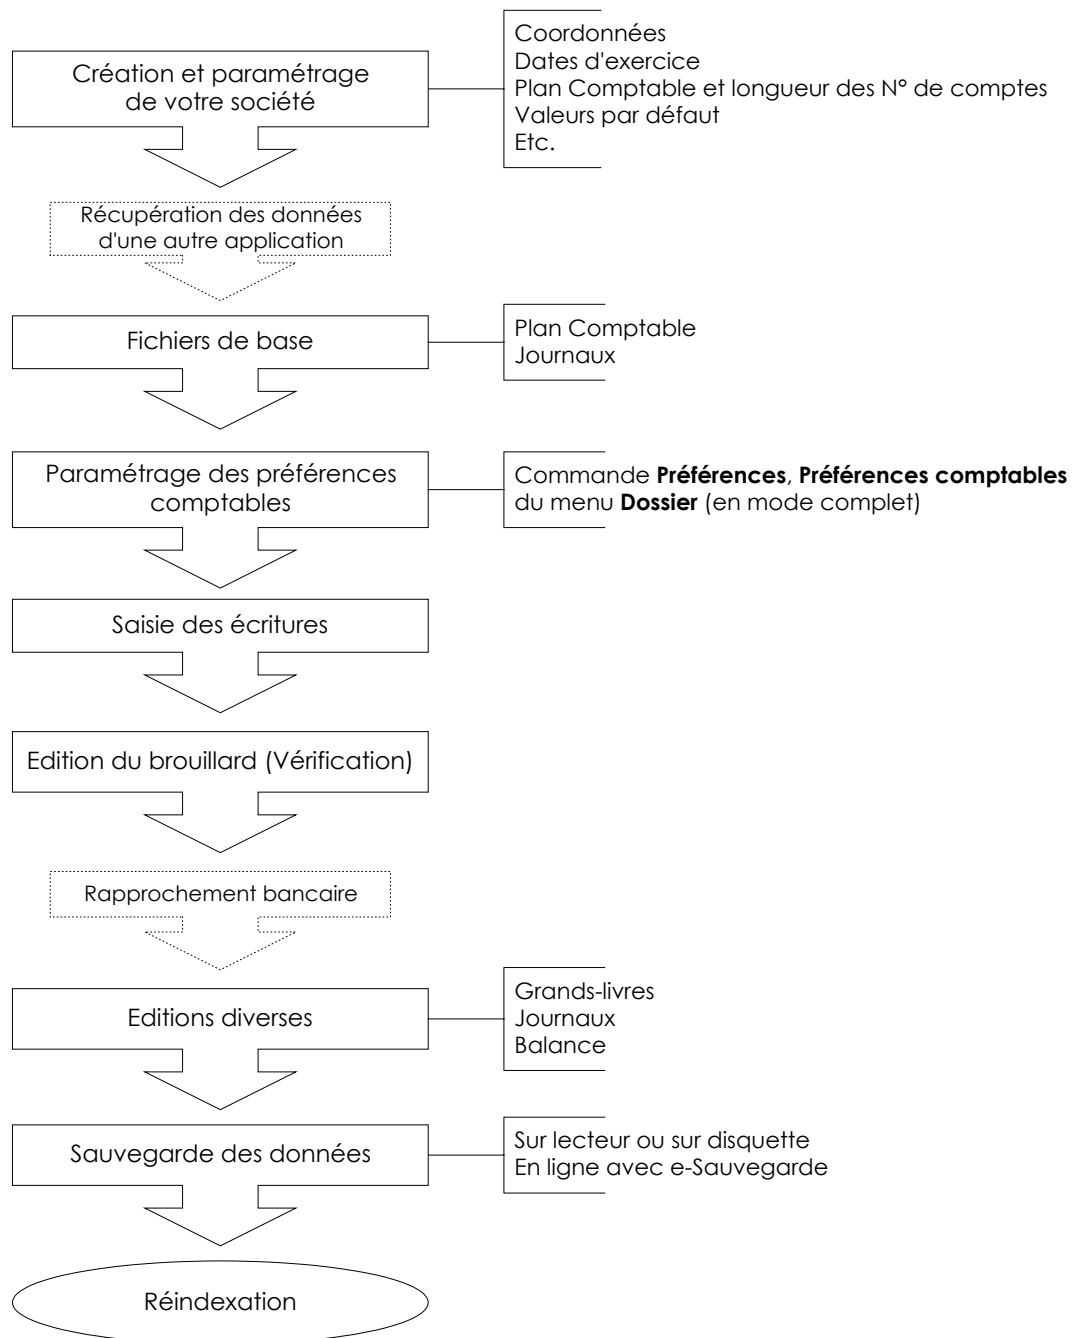 Création et paramétrage
de votre société
Coordonnées
Dates d'exercice
Plan Comptable et longueur des N° de comptes
Valeurs par défaut
Etc.
Récupération des données
d'une autre application
Fichiers de base
Plan Comptable
Journaux
Paramétrage des préférences
comptables
Commande Préférences, Préférences comptables
du menu Dossier (en mode complet)
Saisie des écritures
Edition du brouillard (Vérification)
Rapprochement bancaire
Editions diverses
Grands-livres
Journaux
Balance
Sauvegarde des données
Sur lecteur ou sur disquette
En ligne avec e-Sauvegarde
Réindexation